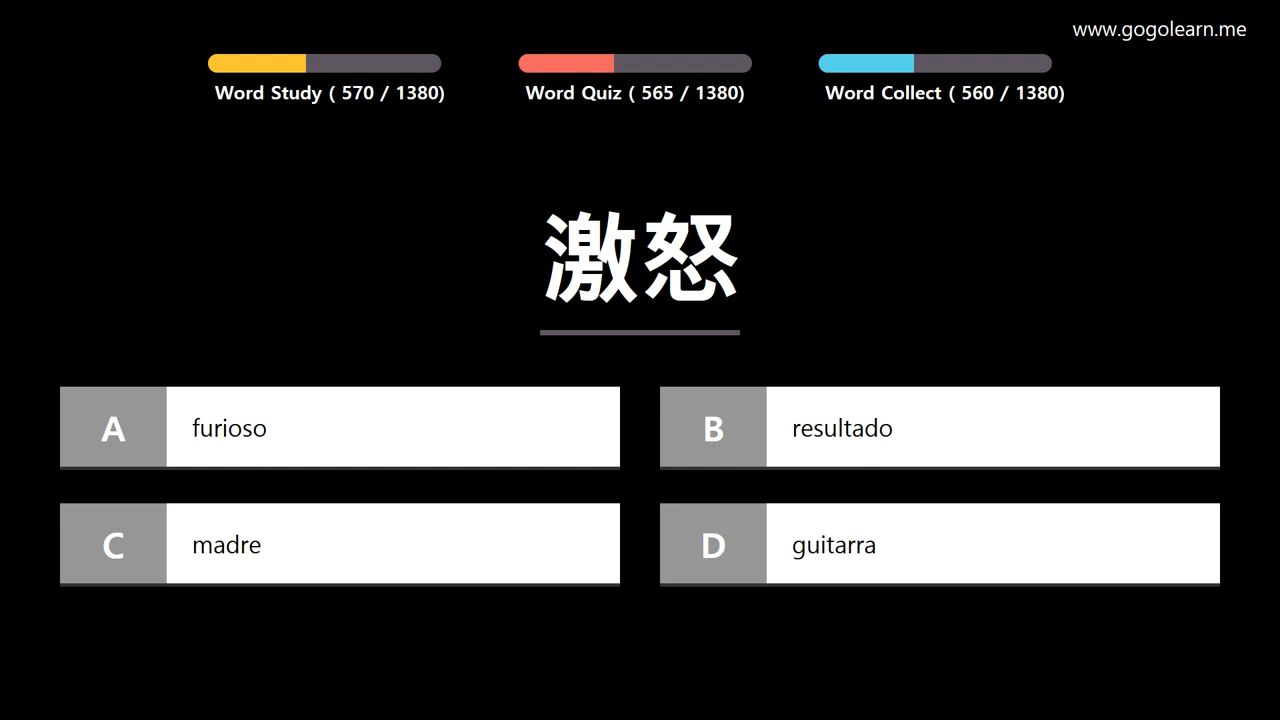 www.gogolearn.me
Word Study ( 570 / 1380)
Word Quiz ( 565 / 1380)
Word Collect ( 560 / 1380)
激怒
A furioso
B resultado
C madre
D guitarra